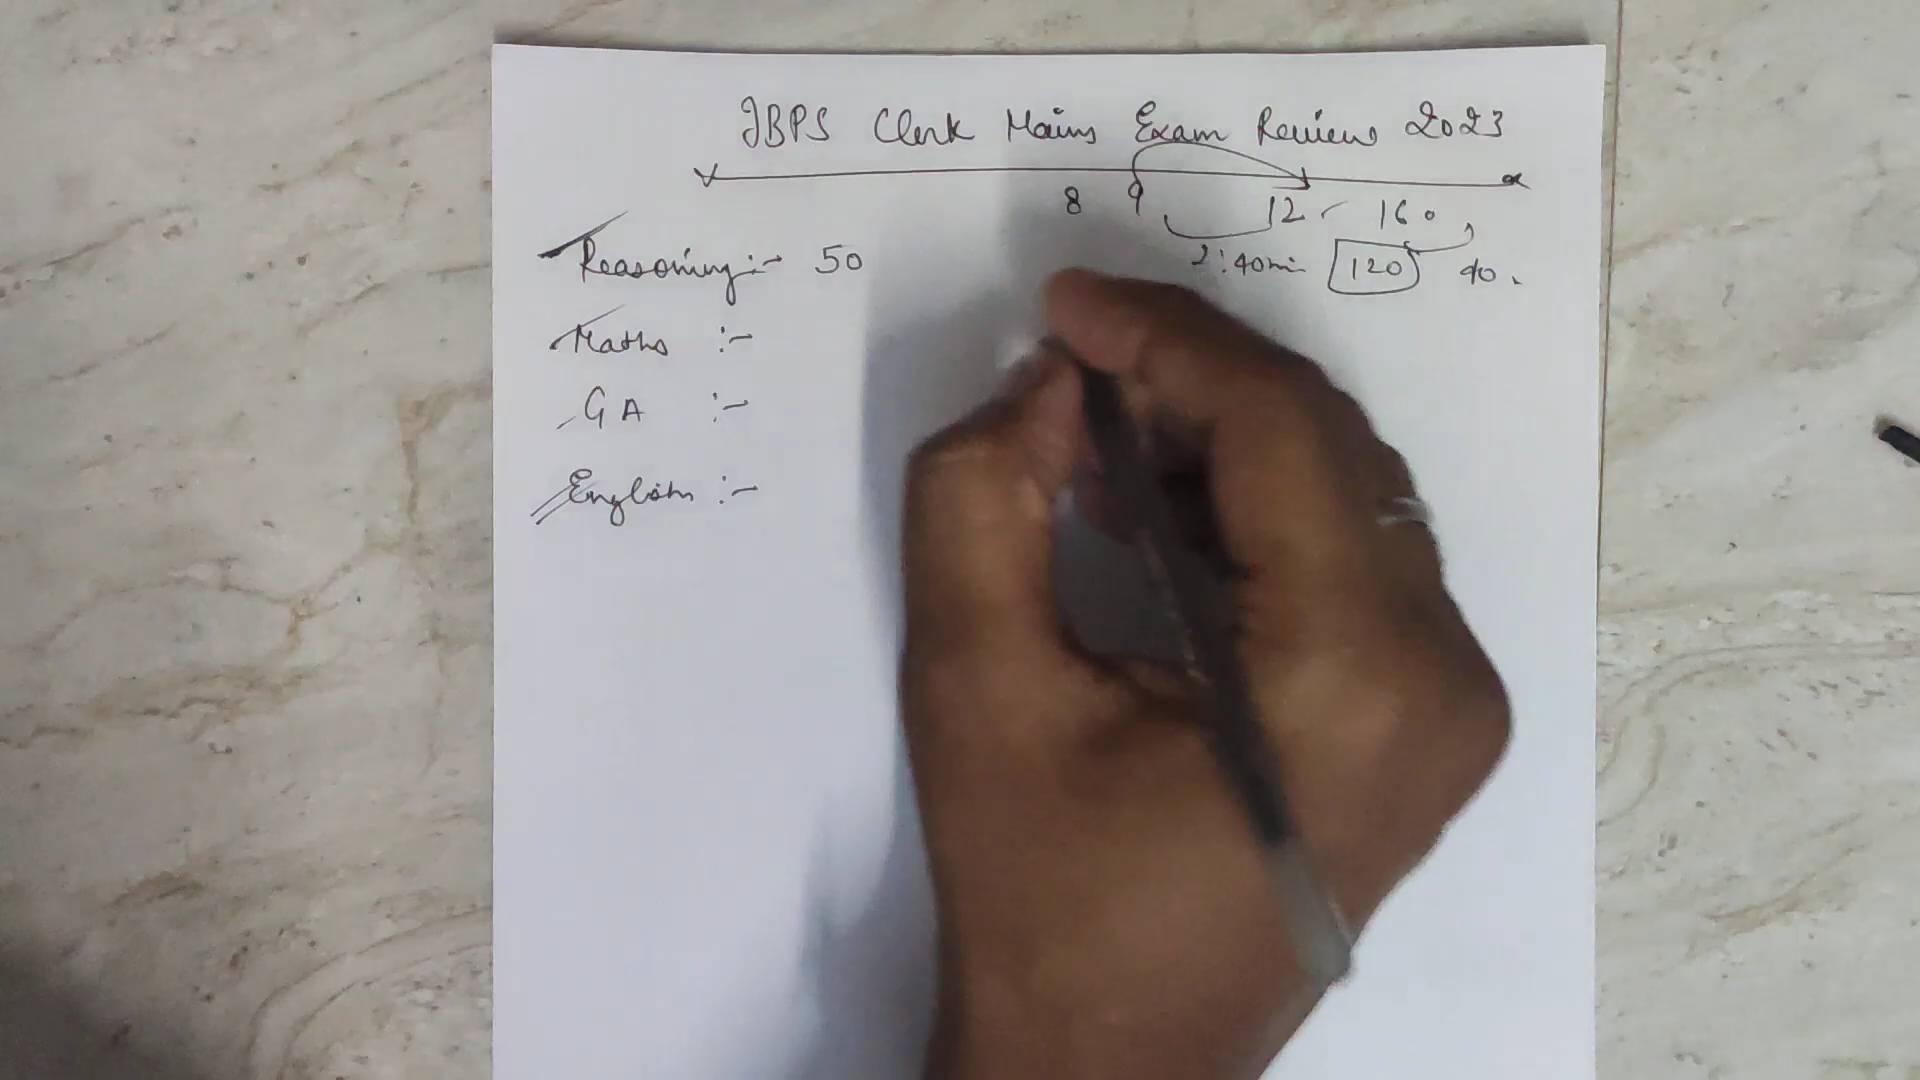 IBPS Clerk Mains Exam Review 2023
8 9 12 160
Reasoning :- 50 2:40min 120 40.
Maths :-
GA :-
English :-